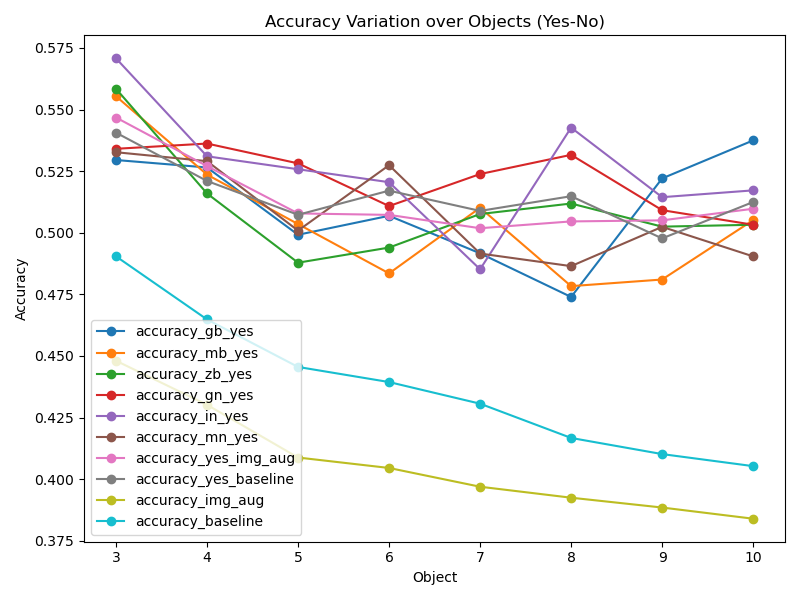 Accuracy Variation over Objects (Yes-No)
0.575
0.550
0.525
0.500
0.475
0.450
0.425
0.400
0.375
Accuracy
accuracy_gb_yes
accuracy_mb_yes
accuracy_zb_yes
accuracy_gn_yes
accuracy_in_yes
accuracy_mn_yes
accuracy_yes_img_aug
accuracy_yes_baseline
accuracy_img_aug
accuracy_baseline
3 4 5 6 7 8 9 10
Object